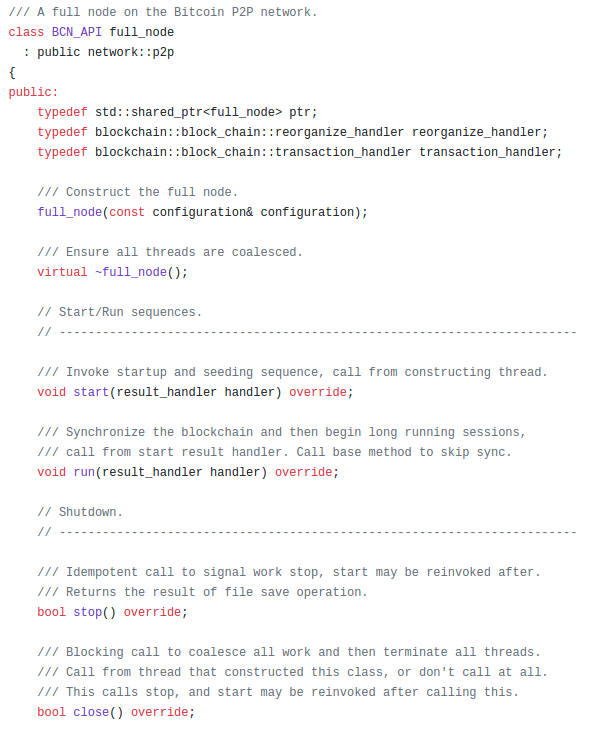 /// A full node on the Bitcoin P2P network.
class BCN_API full_node
  : public network::p2p
{
public:
    typedef std::shared_ptr<full_node> ptr;
    typedef blockchain::block_chain::reorganize_handler reorganize_handler;
    typedef blockchain::block_chain::transaction_handler transaction_handler;

    /// Construct the full node.
    full_node(const configuration& configuration);

    /// Ensure all threads are coalesced.
    virtual ~full_node();

    // Start/Run sequences.
    // ------------------------------------------------------------------------

    /// Invoke startup and seeding sequence, call from constructing thread.
    void start(result_handler handler) override;

    /// Synchronize the blockchain and then begin long running sessions,
    /// call from start result handler. Call base method to skip sync.
    void run(result_handler handler) override;

    // Shutdown.
    // ------------------------------------------------------------------------

    /// Idempotent call to signal work stop, start may be reinvoked after.
    /// Returns the result of file save operation.
    bool stop() override;

    /// Blocking call to coalesce all work and then terminate all threads.
    /// Call from thread that constructed this class, or don't call at all.
    /// This calls stop, and start may be reinvoked after calling this.
    bool close() override;